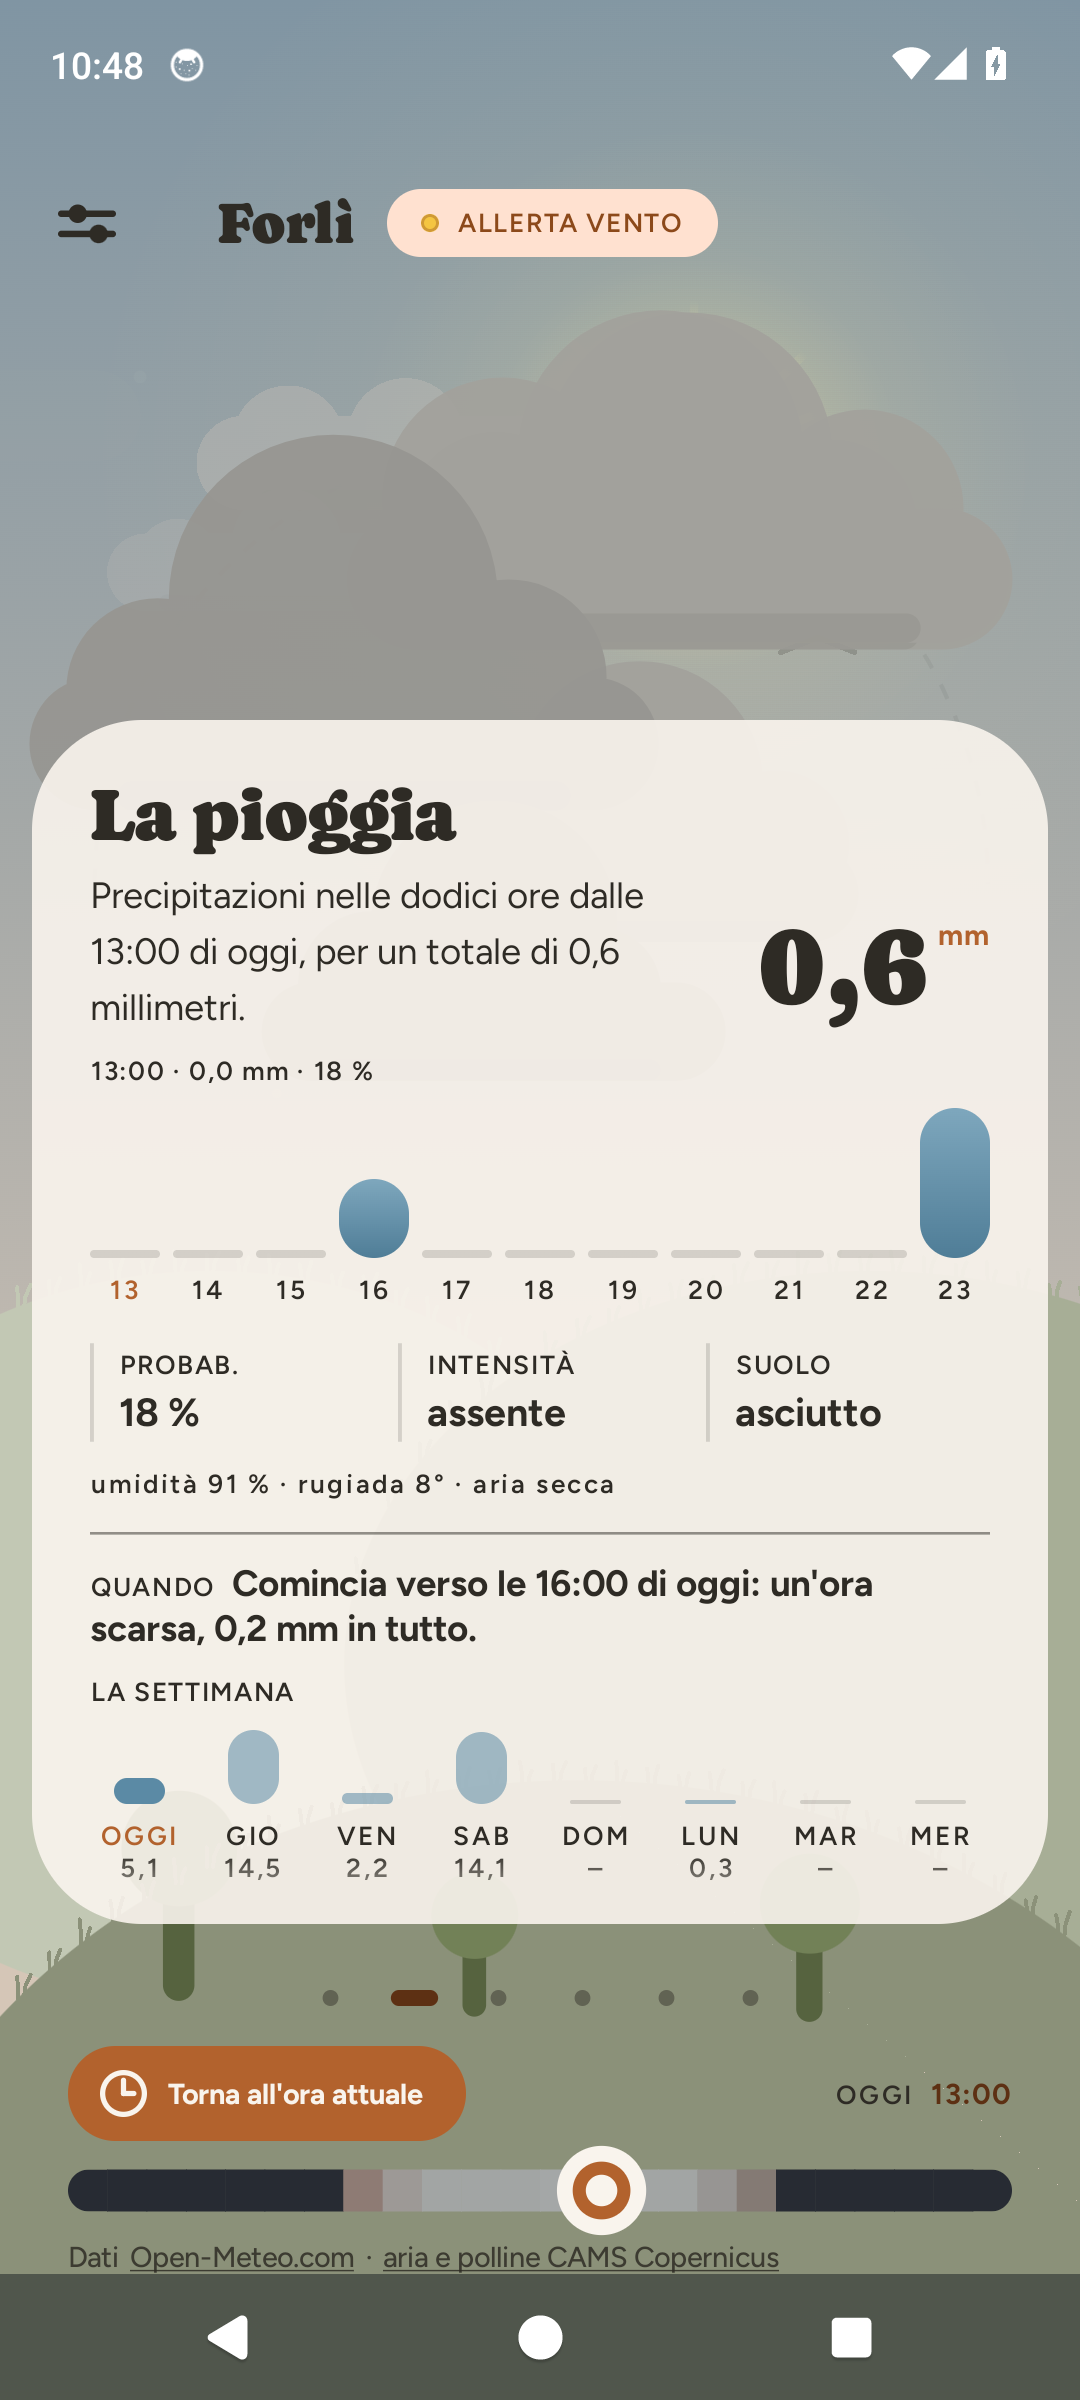 10:48
Forlì
ALLERTA VENTO
La pioggia
Precipitazioni nelle dodici ore dalle
13:00 di oggi, per un totale di 0,6
millimetri.
0,6 mm
13:00 · 0,0 mm · 18 %
13 14 15 16 17 18 19 20 21 22 23
PROBAB. INTENSITÀ SUOLO
18 % assente asciutto
umidità 91 % · rugiada 8° · aria secca
QUANDO Comincia verso le 16:00 di oggi: un'ora
scarsa, 0,2 mm in tutto.
LA SETTIMANA
OGGI GIO VEN SAB DOM LUN MAR MER
5,1 14,5 2,2 14,1 – 0,3 – –
Torna all'ora attuale
OGGI 13:00
Dati Open-Meteo.com · aria e polline CAMS Copernicus